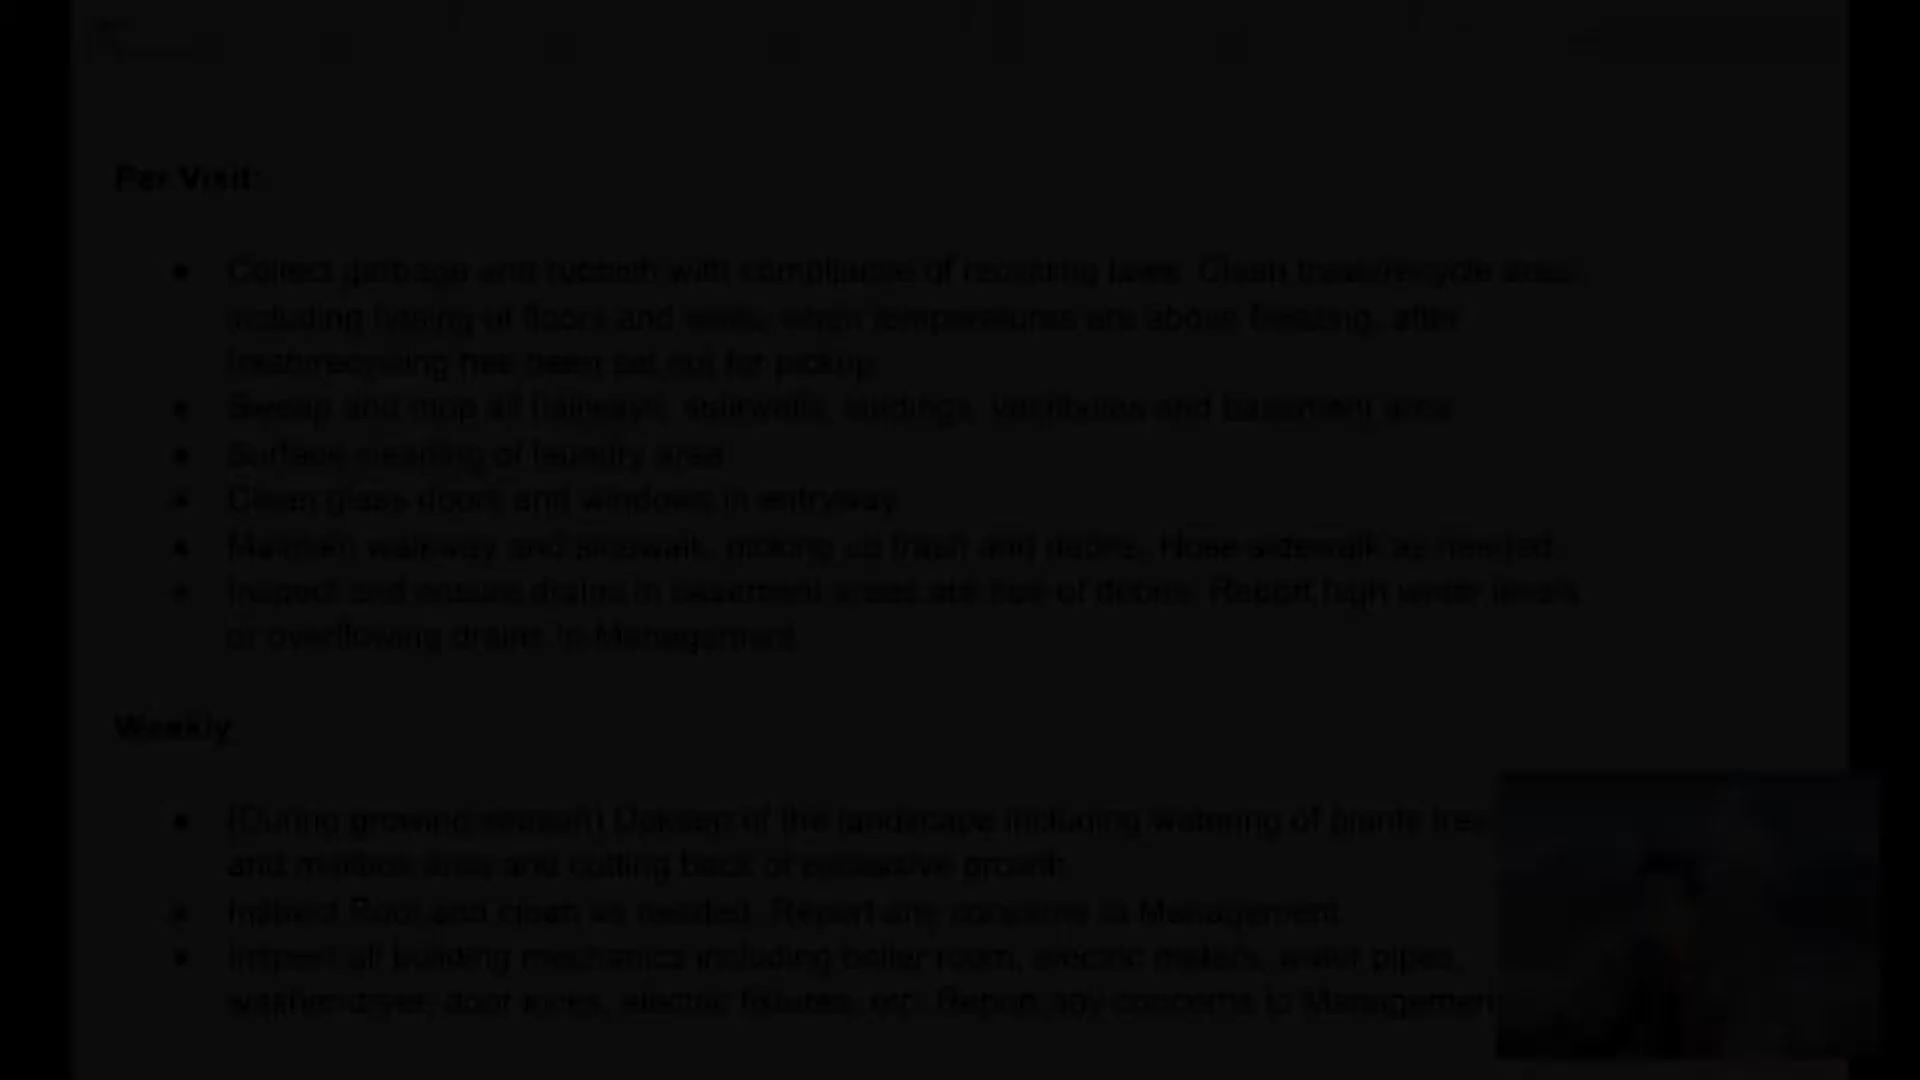 Per Visit:
● Collect garbage and rubbish with compliance of recycling laws. Clean trash/recycle area,
including hosing of floors and walls, when temperatures are above freezing, after
trash/recycling has been set out for pickup
● Sweep and mop all hallways, stairwells, landings, vestibules and basement area
● Surface cleaning of laundry area
● Clean glass doors and windows in entryway
● Maintain walkway and sidewalk, picking up trash and debris. Hose sidewalk as needed
● Inspect and ensure drains in basement areas are free of debris. Report high water levels
or overflowing drains to Management
Weekly
● (During growing season) Upkeep of the landscape including watering of plants
and mailbox area and cutting back of excessive growth
● Inspect Roof and clean as needed. Report any concerns to Management
● Inspect all building mechanics including boiler room, electric meters, water pipes,
washer/dryer, door locks, electric fixtures, etc. Report any concerns to Management